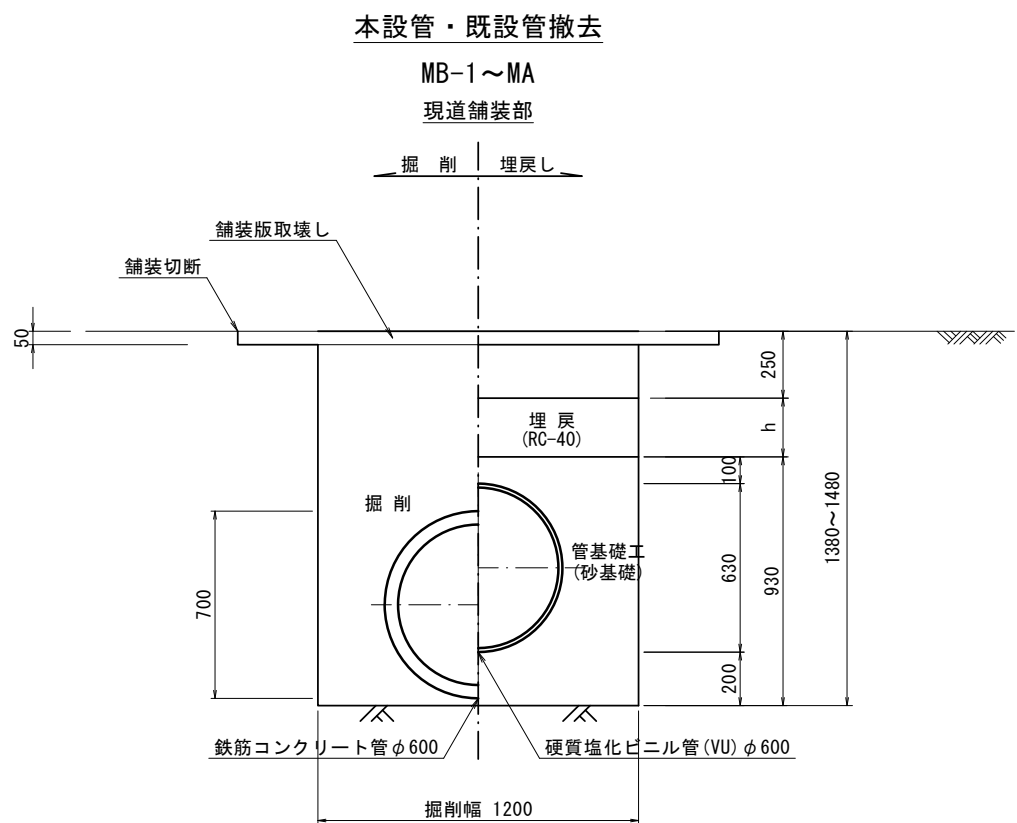 本設管・既設管撤去
MB-1～MA
現道舗装部
掘 削 埋戻し
舗装版取壊し
舗装切断
50
250
埋 戻
(RC-40)
h
100
掘 削
1380～1480
管基礎工
(砂基礎)
630
930
700
200
鉄筋コンクリート管φ600
硬質塩化ビニル管(VU)φ600
掘削幅 1200